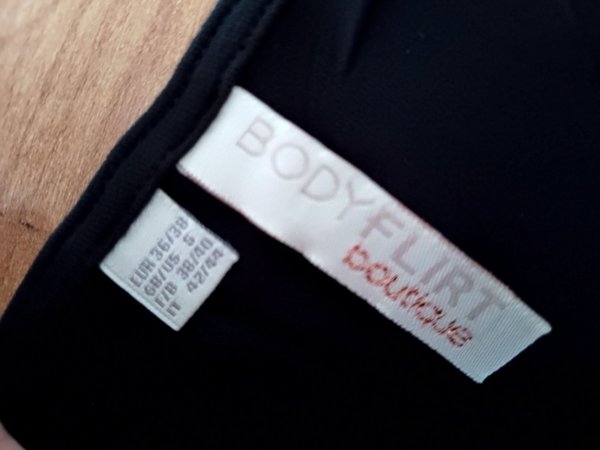 BODYFLIRT
boutique
EUR 36/38
GB/US S
F/B 38/40
IT 42/44